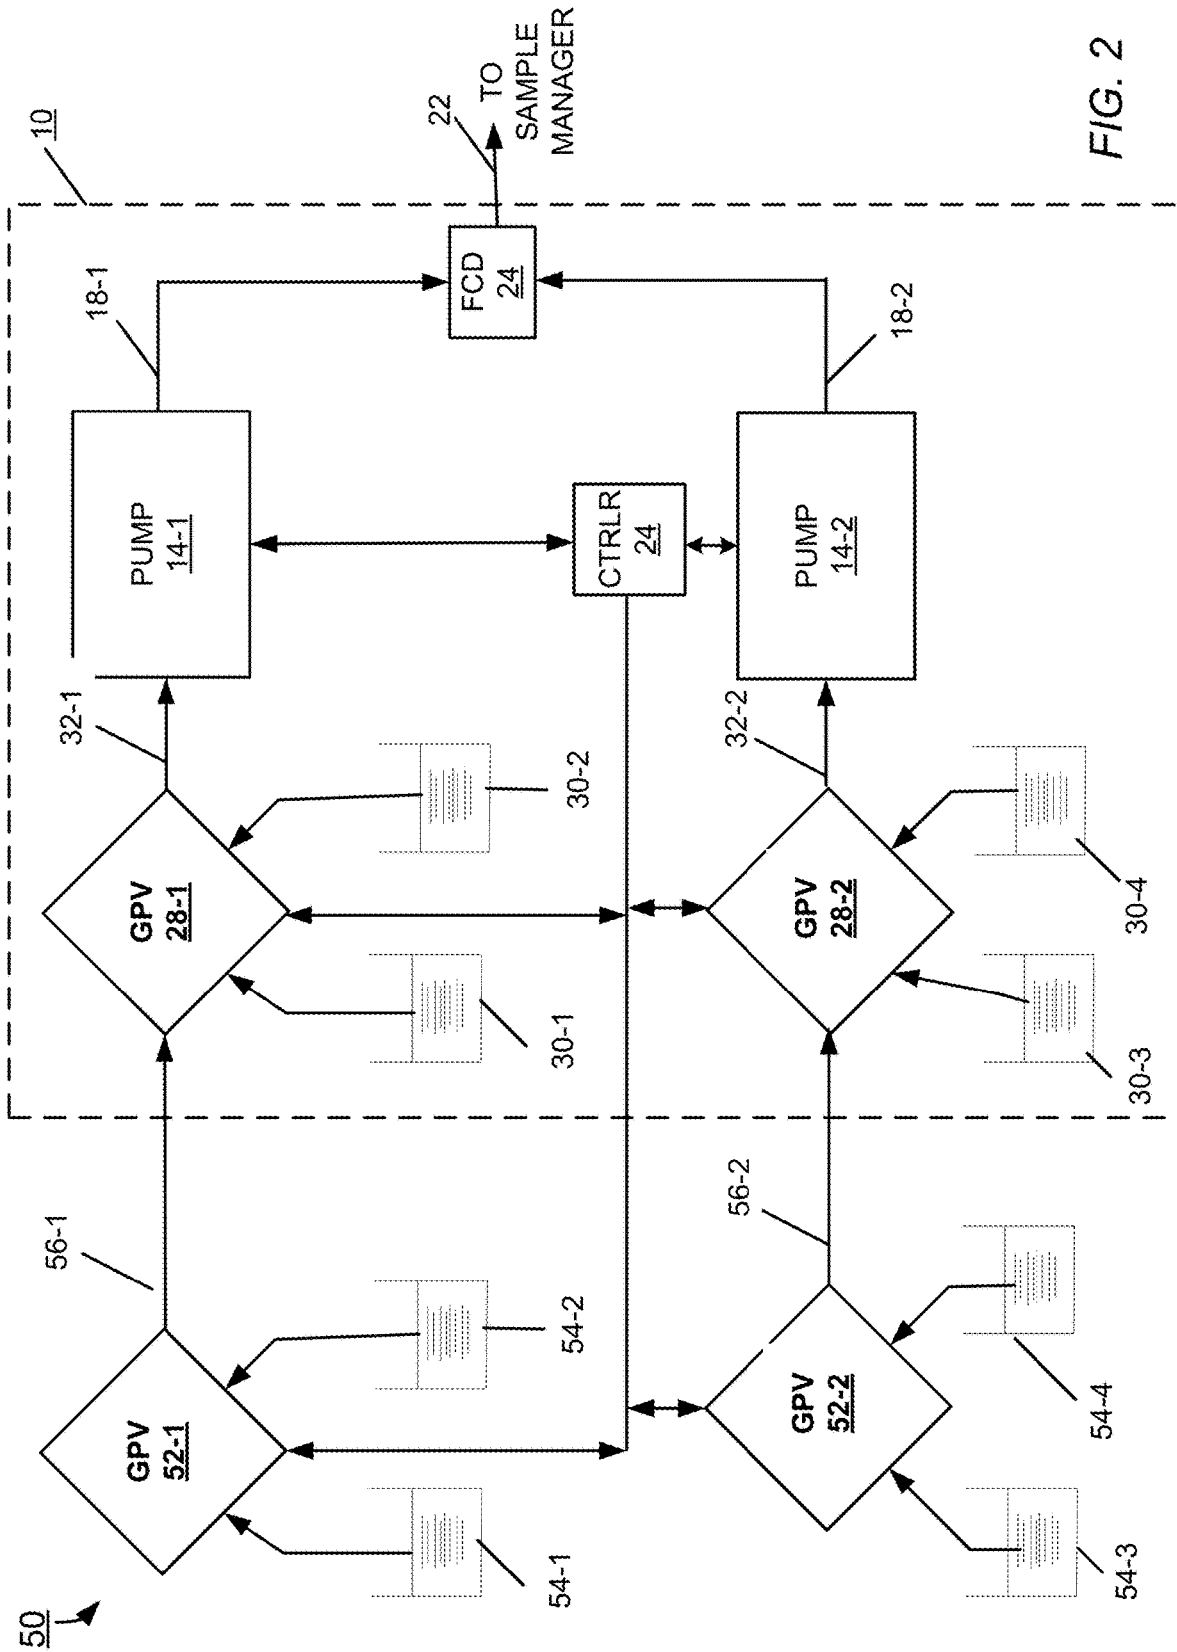 50
10
18-1
22
TO
SAMPLE
MANAGER
32-1
PUMP
14-1
FCD
24
56-1
GPV
28-1
GPV
52-1
30-1
30-2
54-1
54-2
CTRLR
24
18-2
32-2
56-2
PUMP
14-2
GPV
28-2
GPV
52-2
30-3
30-4
54-3
54-4
FIG. 2